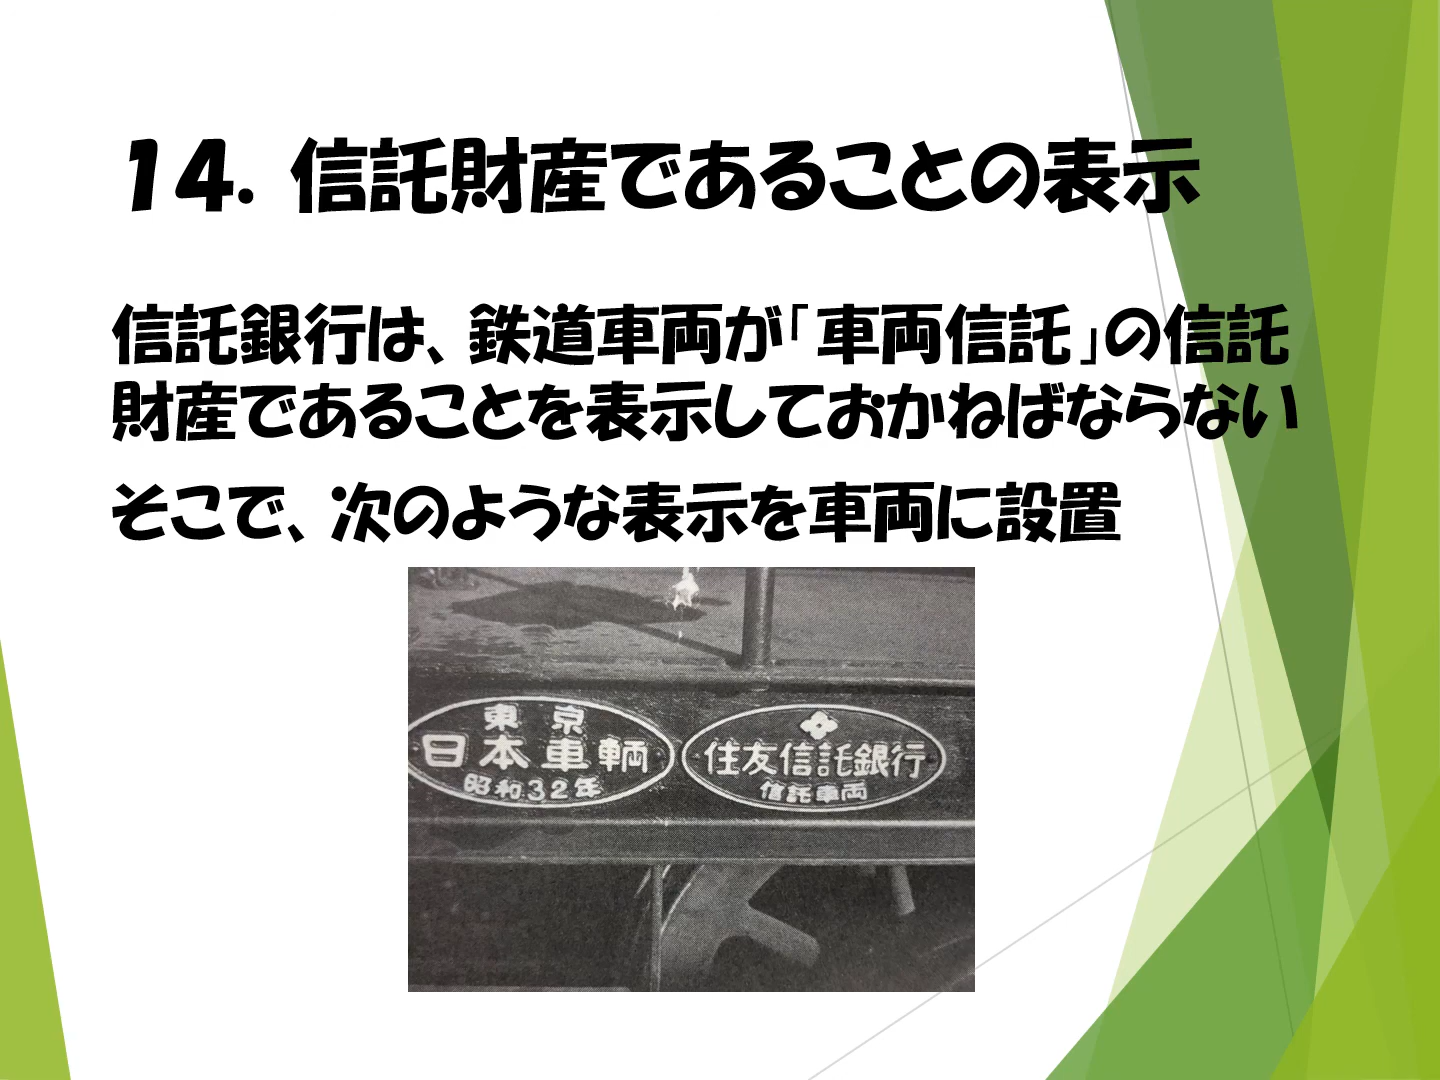 14. 信託財産であることの表示
信託銀行は、鉄道車両が「車両信託」の信託
財産であることを表示しておかねばならない
そこで、次のような表示を車両に設置
東京
日本車輌
昭和32年
住友信託銀行
信託車両